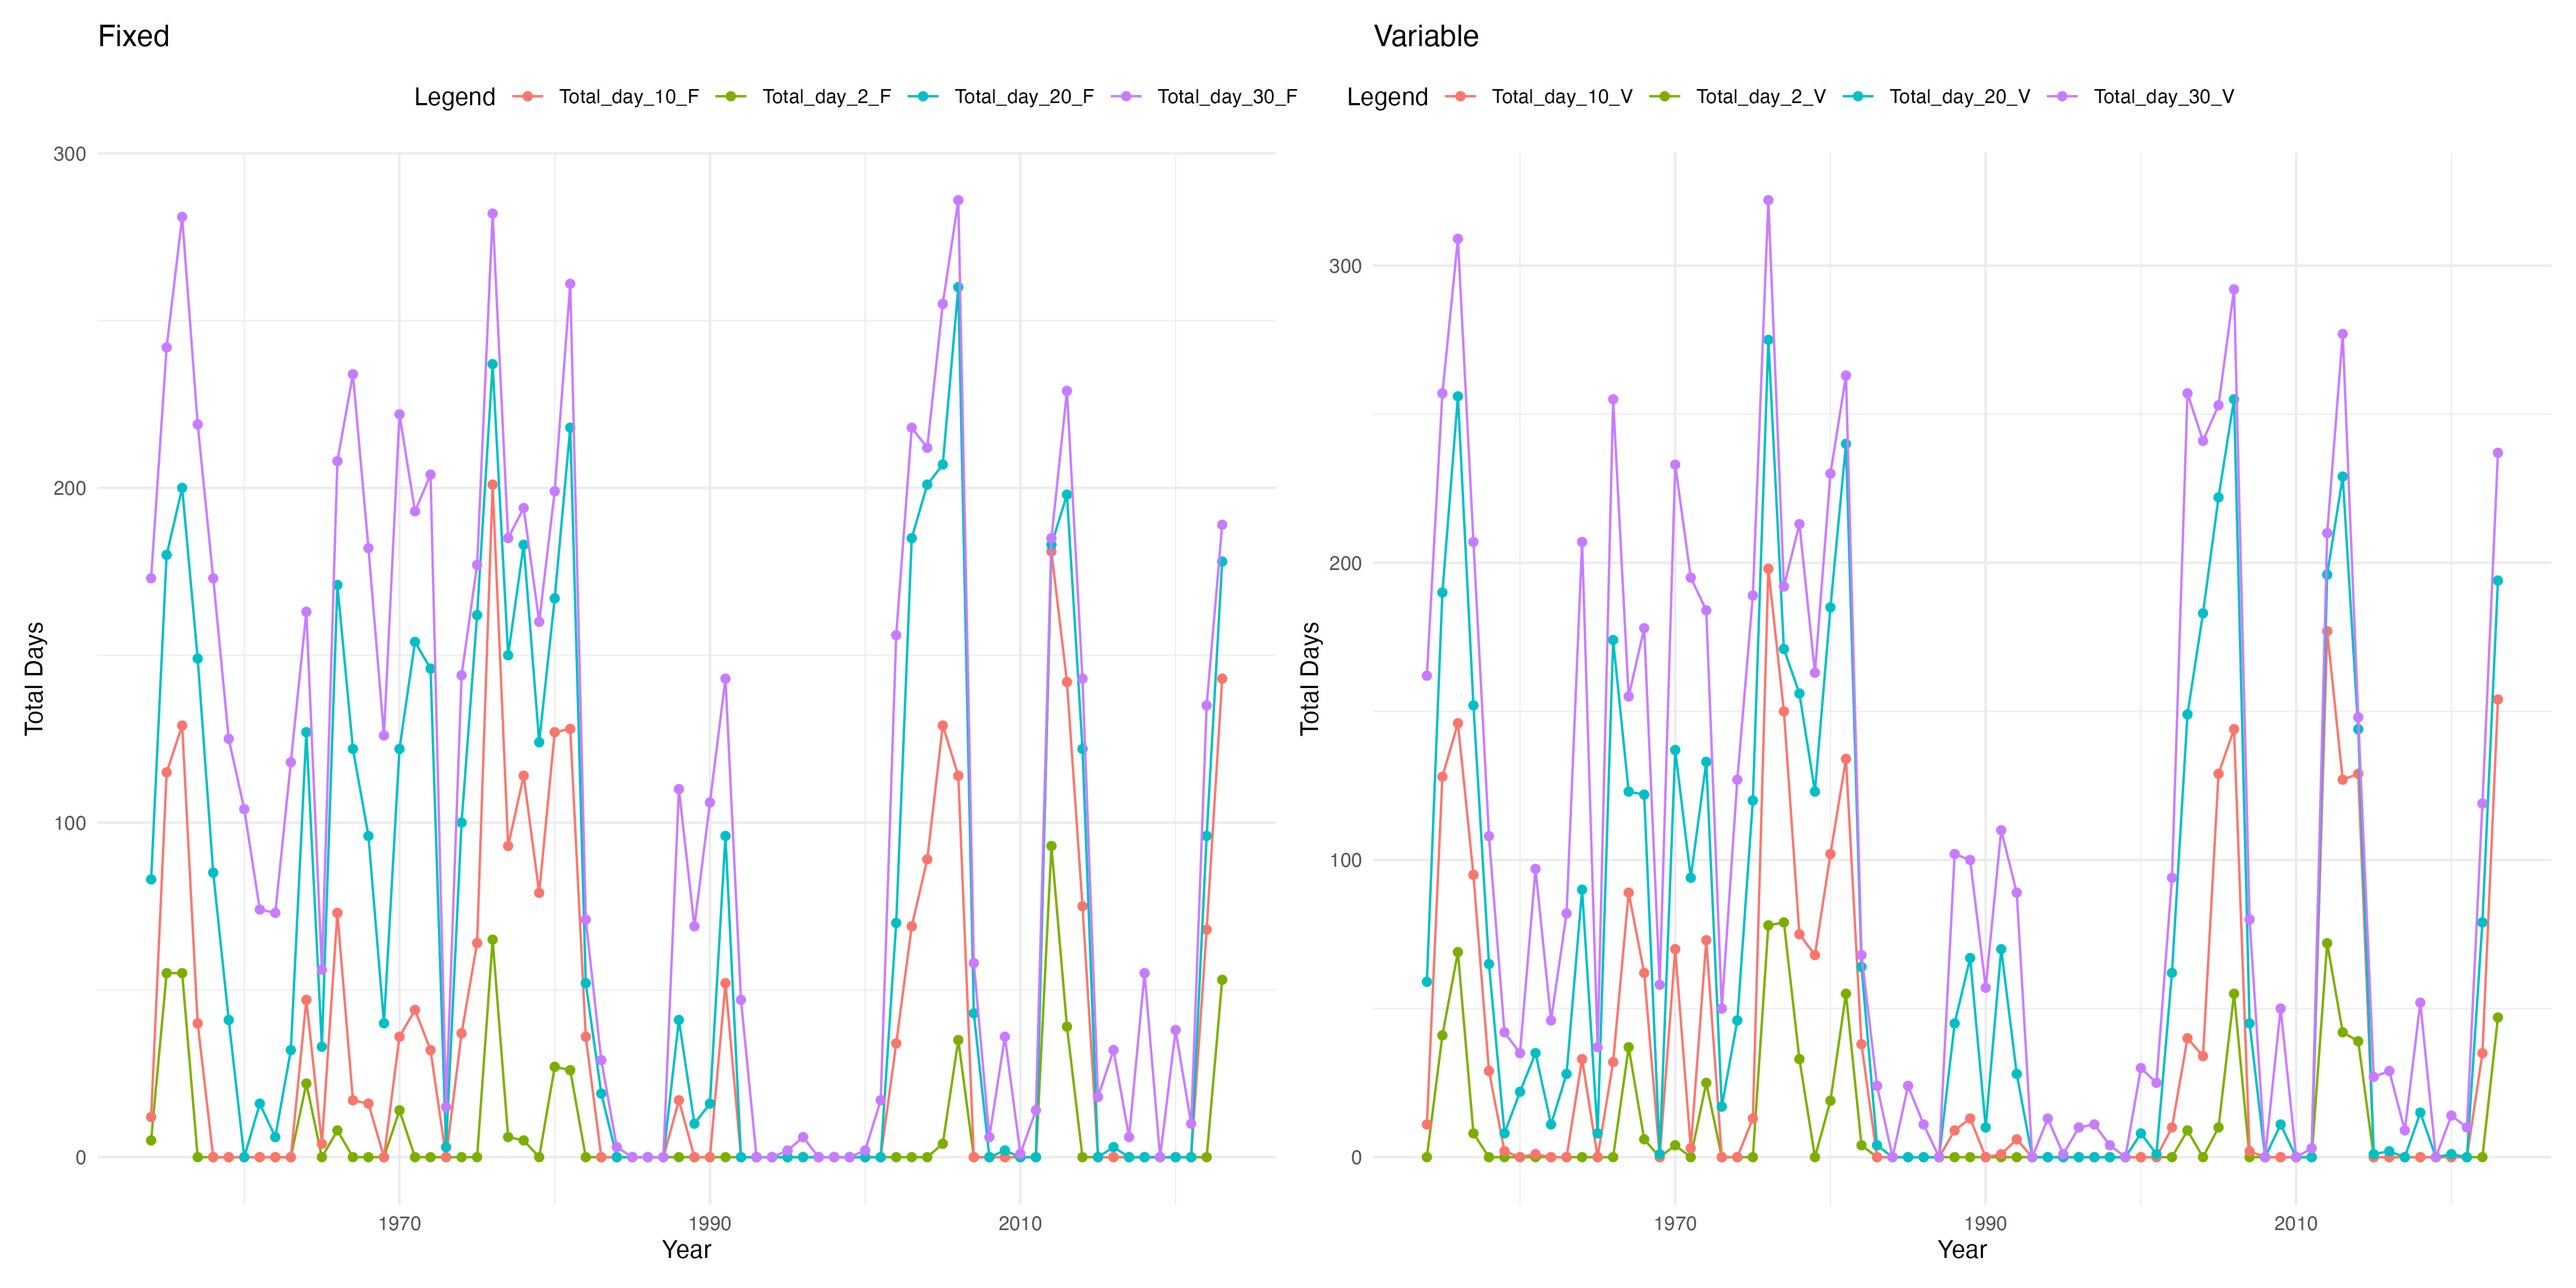 Fixed
Legend Total_day_10_F Total_day_2_F Total_day_20_F Total_day_30_F
300
200
100
0
Total Days
1970 1990 2010
Year
Variable
Legend Total_day_10_V Total_day_2_V Total_day_20_V Total_day_30_V
300
200
100
0
Total Days
1970 1990 2010
Year